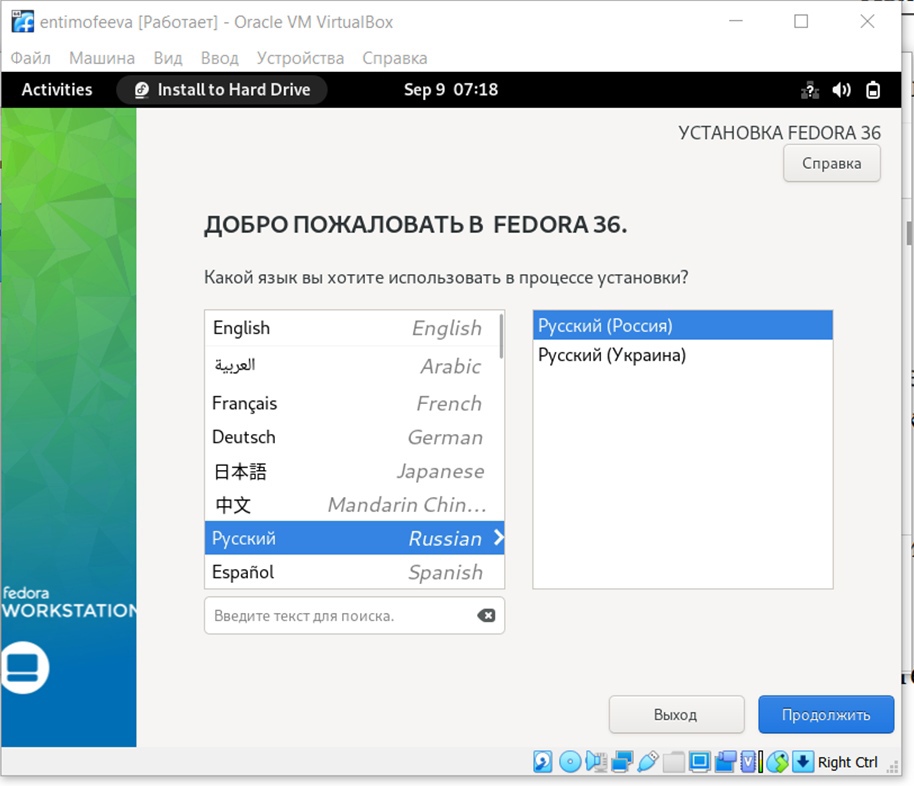 entimofeeva [Работает] - Oracle VM VirtualBox
Файл Машина Вид Ввод Устройства Справка
Activities Install to Hard Drive Sep 9 07:18
УСТАНОВКА FEDORA 36
Справка
ДОБРО ПОЖАЛОВАТЬ В FEDORA 36.
Какой язык вы хотите использовать в процессе установки?
English English
العربية Arabic
Français French
Deutsch German
日本語 Japanese
中文 Mandarin Chin...
Русский Russian
Español Spanish
Русский (Россия)
Русский (Украина)
Введите текст для поиска.
fedora
WORKSTATION
Выход Продолжить
Right Ctrl